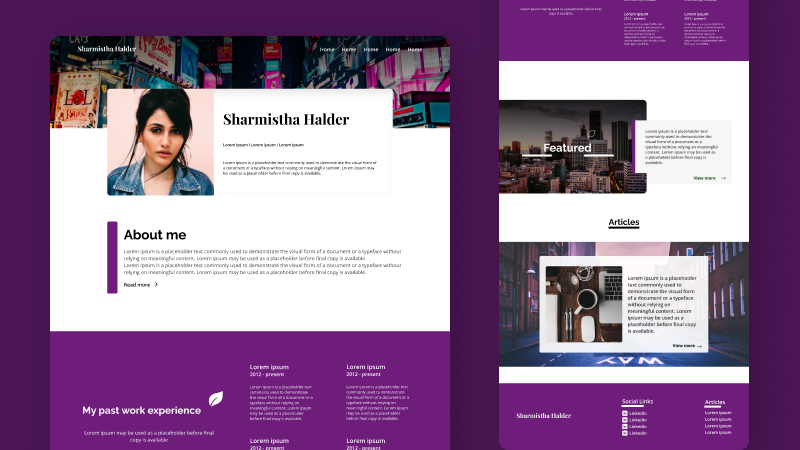 Sharmistha Halder
Home Home Home Home Home
LOL
Sharmistha Halder
Lorem ipsum I Lorem ipsum I Lorem ipsum
Lorem ipsum is a placeholder text commonly used to demonstrate the visual form of
a document or a typeface without relying on meaningful content. Lorem ipsum may
be used as a placeholder before final copy is available.
About me
Lorem ipsum is a placeholder text commonly used to demonstrate the visual form of a document or a typeface without
relying on meaningful content. Lorem ipsum may be used as a placeholder before final copy is available.
Lorem ipsum is a placeholder text commonly used to demonstrate the visual form of a document or a typeface without
relying on meaningful content. Lorem ipsum may be used as a placeholder before final copy is available.
Read more
My past work experience
Lorem ipsum may be used as a placeholder before final
copy is available
Lorem ipsum
2012 - present
Lorem ipsum is a placeholder text
commonly used to demonstrate
the visual form of a document or a
typeface without relying on
meaningful content. Lorem ipsum
may be used as a placeholder
before final copy is available.
Lorem ipsum
2012 - present
Lorem ipsum is a placeholder text
commonly used to demonstrate
the visual form of a document or a
typeface without relying on
meaningful content. Lorem ipsum
may be used as a placeholder
before final copy is available.
Lorem ipsum
2012 - present
Lorem ipsum
2012 - present
Lorem ipsum may be used as a placeholder before final
copy is available
Lorem ipsum
2012 - present
Lorem ipsum
2012 - present
Featured
Lorem ipsum is a placeholder text
commonly used to demonstrate the
visual form of a document or a
typeface without relying on meaningful
content. Lorem ipsum may be used as a
placeholder before final copy is
available.
View more
Articles
Lorem ipsum is a placeholder
text commonly used to
demonstrate the visual form
of a document or a typeface
without relying on
meaningful content. Lorem
ipsum may be used as a
placeholder before final copy
is available.
View more
WAY
Sharmistha Halder
Social Links
Linkedin
Linkedin
Linkedin
Linkedin
Articles
Lorem ipsum
Lorem ipsum
Lorem ipsum
Lorem ipsum